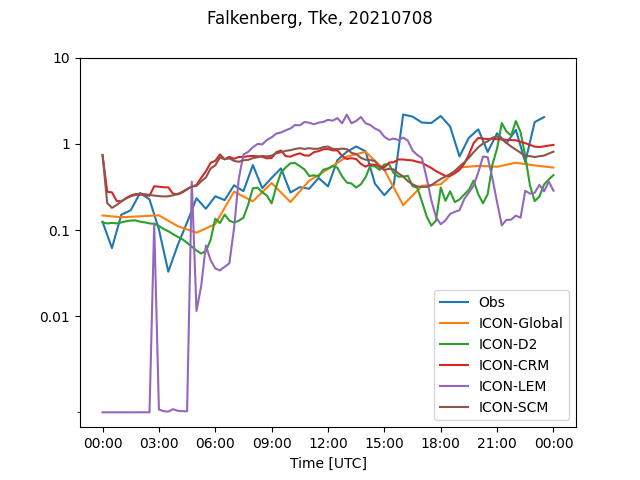 Falkenberg, Tke, 20210708
10
1
0.1
0.01
Obs
ICON-Global
ICON-D2
ICON-CRM
ICON-LEM
ICON-SCM
00:00 03:00 06:00 09:00 12:00 15:00 18:00 21:00 00:00
Time [UTC]